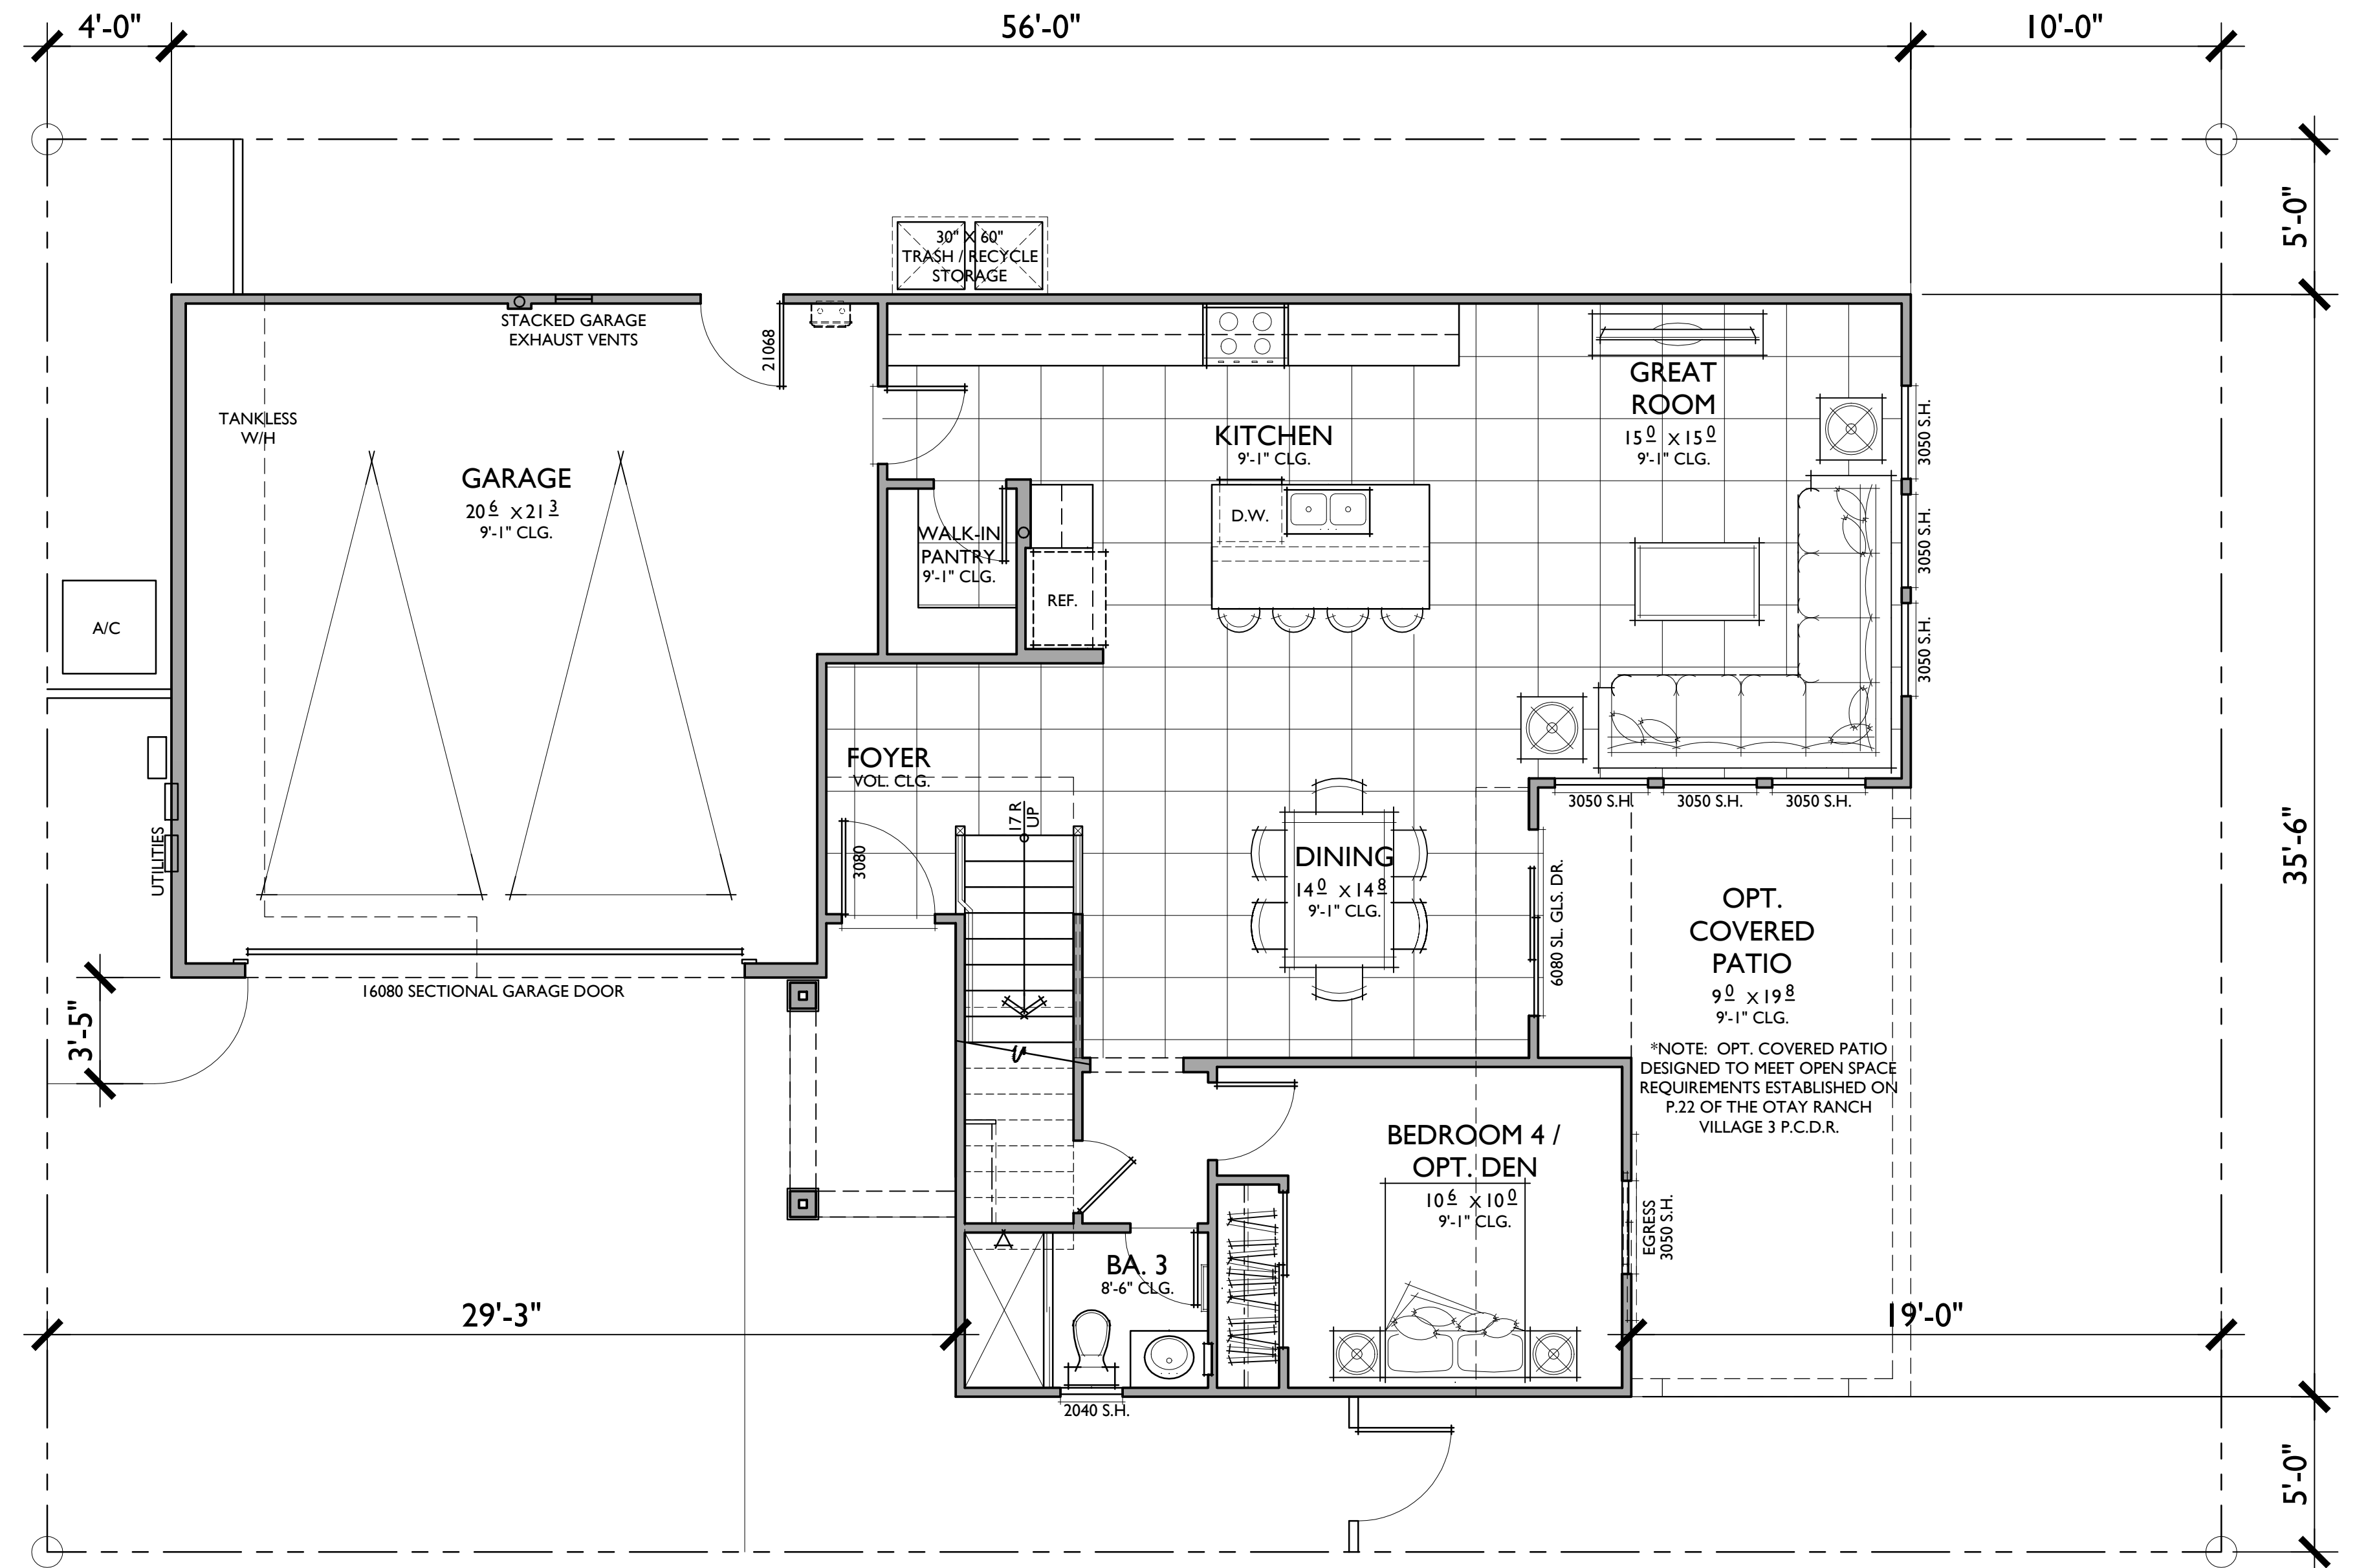 4'-0"
56'-0"
10'-0"
5'-0"
30" X 60"
TRASH / RECYCLE
STORAGE
STACKED GARAGE
EXHAUST VENTS
21068
TANKLESS
W/H
GARAGE
20 6 X 21 3
9'-1" CLG.
KITCHEN
9'-1" CLG.
GREAT
ROOM
15 0 X 15 0
9'-1" CLG.
3050 S.H.
3050 S.H.
3050 S.H.
WALK-IN
PANTRY
9'-1" CLG.
REF.
D.W.
A/C
UTILITIES
FOYER
VOL. CLG.
17 R
UP
3080
DINING
14 0 X 14 8
9'-1" CLG.
3050 S.H.
3050 S.H.
3050 S.H.
6080 SL. GLS. DR.
OPT.
COVERED
PATIO
9 0 X 19 8
9'-1" CLG.
*NOTE: OPT. COVERED PATIO
DESIGNED TO MEET OPEN SPACE
REQUIREMENTS ESTABLISHED ON
P.22 OF THE OTAY RANCH
VILLAGE 3 P.C.D.R.
35'-6"
16080 SECTIONAL GARAGE DOOR
3'-5"
BEDROOM 4 /
OPT. DEN
10 6 X 10 0
9'-1" CLG.
EGRESS
3050 S.H.
BA. 3
8'-6" CLG.
29'-3"
19'-0"
2040 S.H.
5'-0"